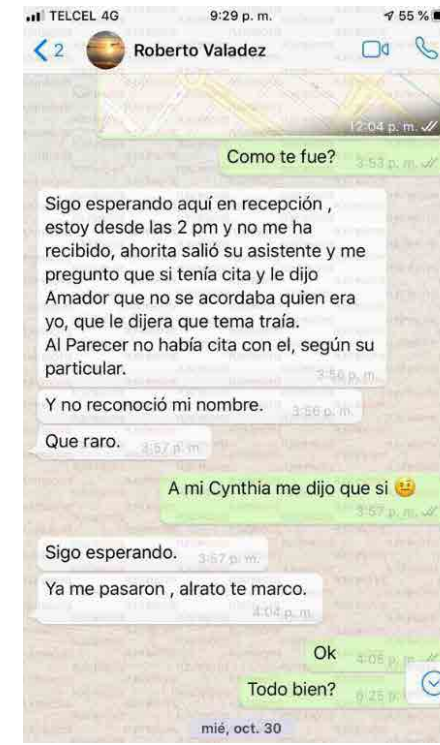 TELCEL 4G 9:29 p. m. 55 %
2 Roberto Valadez
12:04 p. m.
Como te fue?
3:53 p. m.
Sigo esperando aquí en recepción ,
estoy desde las 2 pm y no me ha
recibido, ahorita salió su asistente y me
pregunto que si tenía cita y le dijo
Amador que no se acordaba quien era
yo, que le dijera que tema traía.
Al Parecer no había cita con el, según su
particular.
3:56 p. m.
Y no reconoció mi nombre.
3:56 p. m.
Que raro.
3:57 p. m.
A mi Cynthia me dijo que si
3:57 p. m.
Sigo esperando.
3:57 p. m.
Ya me pasaron , alrato te marco.
4:04 p. m.
Ok
4:05 p. m.
Todo bien?
6:25 p.
mié, oct. 30